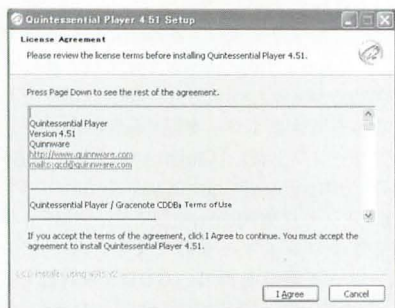 Quintessential Player 4.51 Setup
License Agreement
Please review the license terms before installing Quintessential Player 4.51.
Press Page Down to see the rest of the agreement.
Quintessential Player
Version 4.51
Quinnware
http://www.quinnware.com
mailto:qcd@quinnware.com
Quintessential Player / Gracenote CDDB® Terms of Use
If you accept the terms of the agreement, click I Agree to continue. You must accept the
agreement to install Quintessential Player 4.51.
I Agree
Cancel